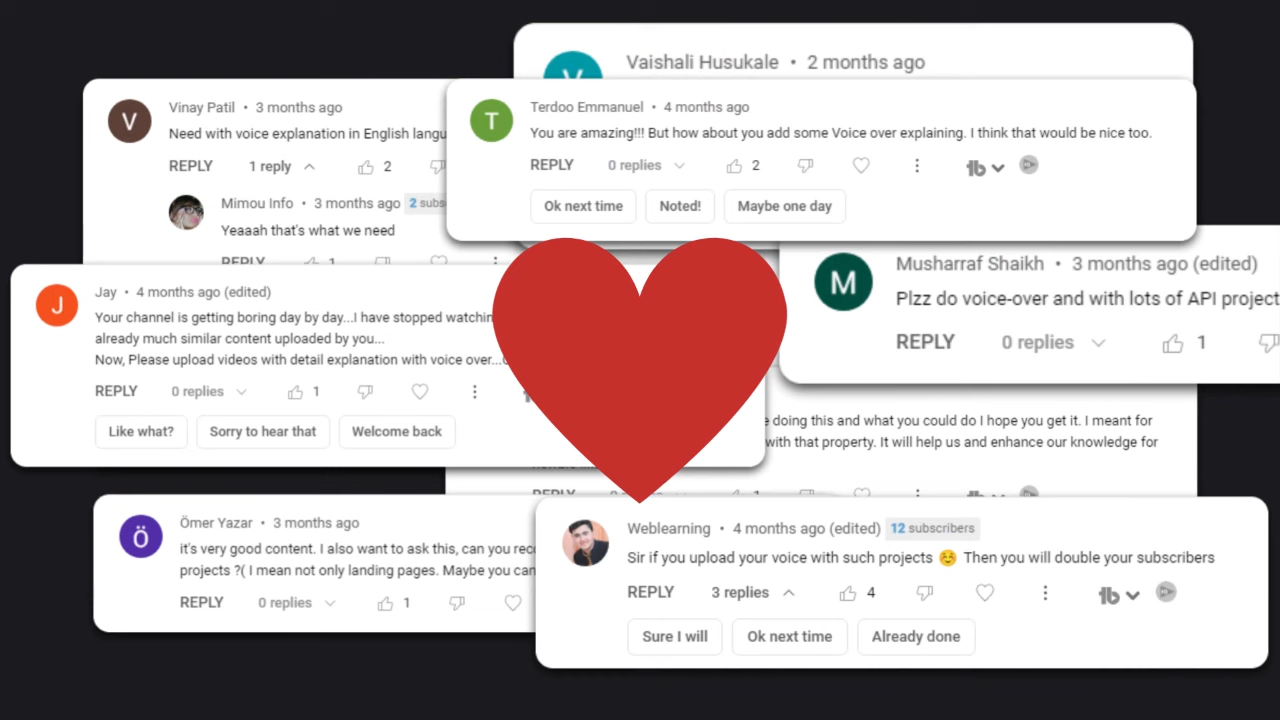 Vaishali Husukale • 2 months ago
V
Vinay Patil • 3 months ago
Need with voice explanation in English
REPLY 1 reply 2
Mimou Info • 3 months ago 2
Yeaaah that's what we need
REPLY 1
T
Terdoo Emmanuel • 4 months ago
You are amazing!!! But how about you add some Voice over explaining. I think that would be nice too.
REPLY 0 replies 2 tb
Ok next time Noted! Maybe one day
M
Musharraf Shaikh • 3 months ago (edited)
Plzz do voice-over and with lots of API project
REPLY 0 replies 1
J
Jay • 4 months ago (edited)
Your channel is getting boring day by day...I have stopped
already much similar content uploaded by you...
Now, Please upload videos with detail explanation with voice over...
REPLY 0 replies 1
Like what? Sorry to hear that Welcome back
doing this and what you could do I hope you get it. I meant for
with that property. It will help us and enhance our knowledge for
REPLY 1
Ö
Ömer Yazar • 3 months ago
it's very good content. I also want to ask this, can you
projects ?( I mean not only landing pages. Maybe you can
REPLY 0 replies 1
Weblearning • 4 months ago (edited) 12 subscribers
Sir if you upload your voice with such projects ☺️ Then you will double your subscribers
REPLY 3 replies 4 tb
Sure I will Ok next time Already done